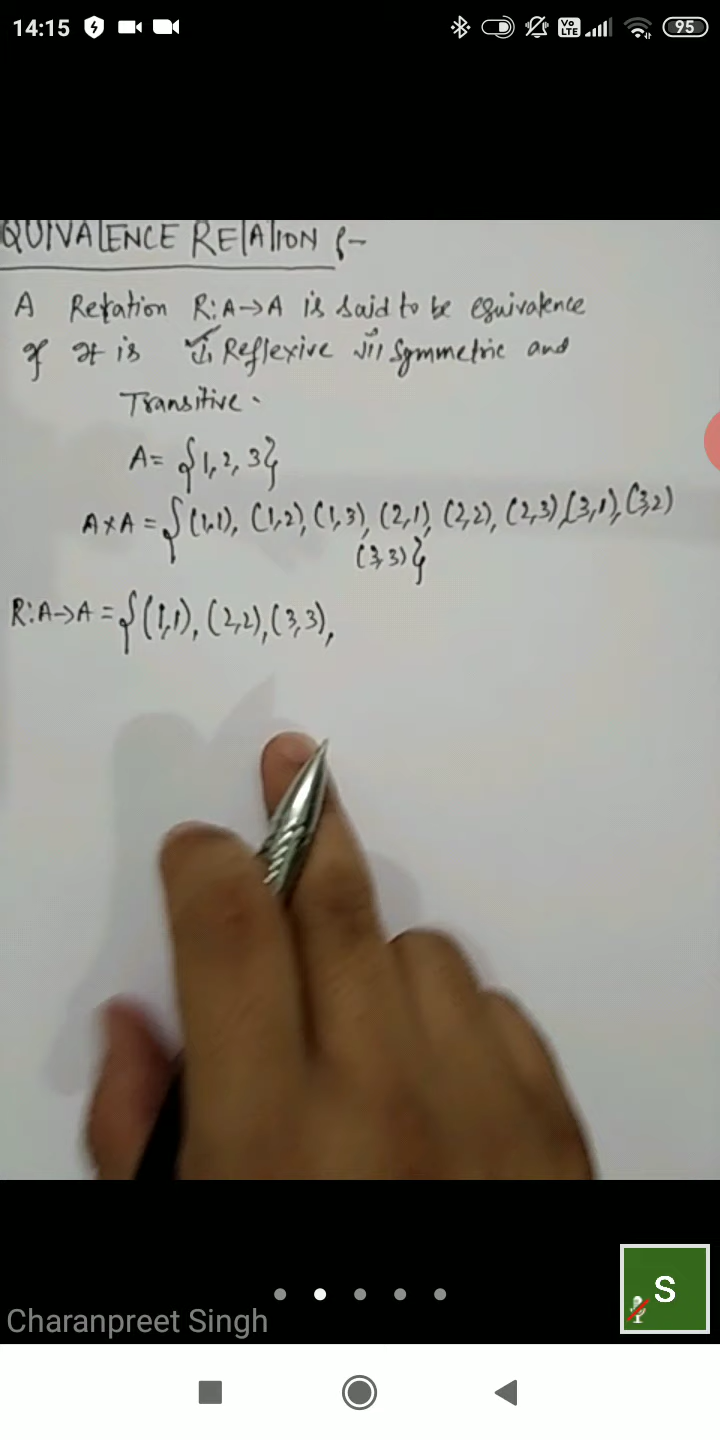 14:15 Vo LTE 95
QUIVALENCE RELATION :-
A Relation R:A→A is said to be equivalence
if it is i, Reflexive ii, Symmetric and
Transitive.
A= {1, 2, 3}
A×A = {(1,1), (1,2), (1,3), (2,1), (2,2), (2,3), (3,1), (3,2)
(3,3)}
R:A→A = {(1,1), (2,2), (3,3),
S
Charanpreet Singh